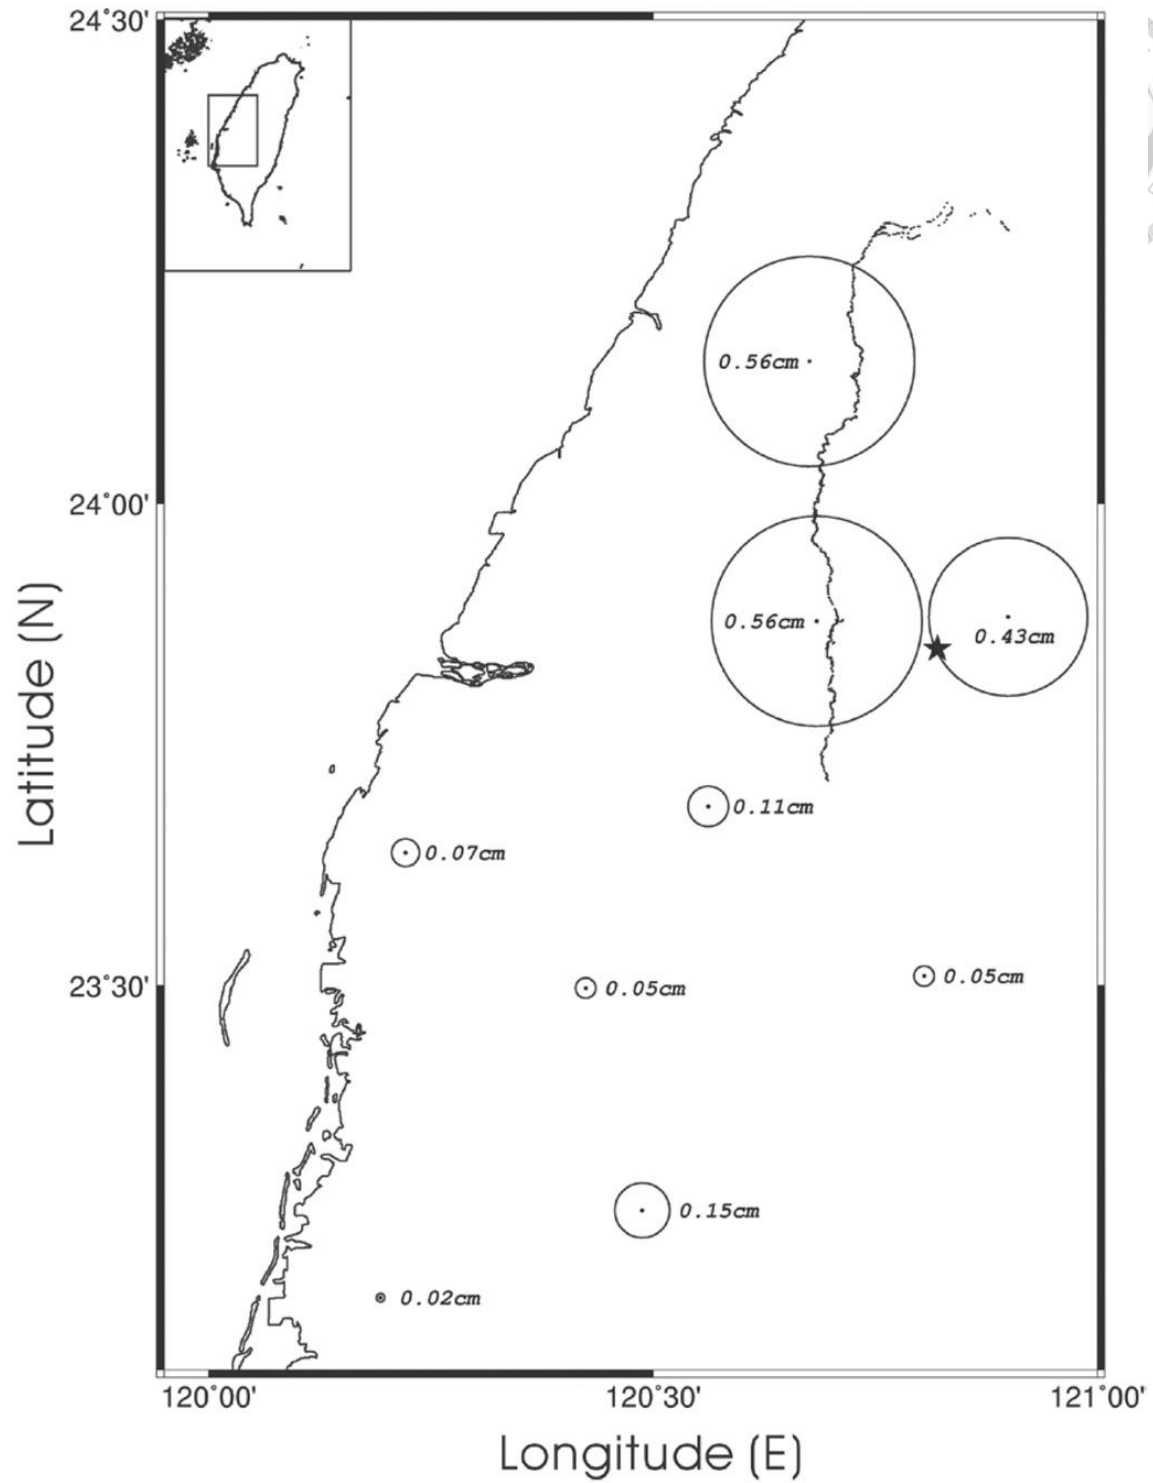 24°30'
0.56cm
24°00'
0.56cm
0.43cm
Latitude (N)
0.11cm
0.07cm
23°30'
0.05cm
0.05cm
0.15cm
0.02cm
120°00'
120°30'
121°00'
Longitude (E)